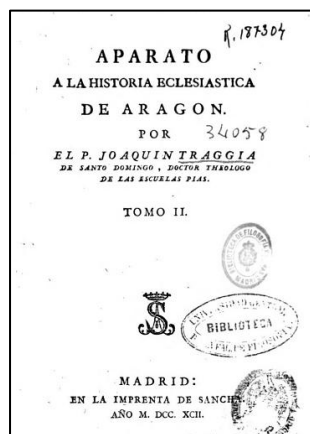 R. 187304
APARATO
A LA HISTORIA ECLESIASTICA
DE ARAGON.
POR
34058
EL P. JOAQUIN TRAGGIA
DE SANTO DOMINGO, DOCTOR THEOLOGO
DE LAS ESCUELAS PIAS.
TOMO II.
BIBLIOTECA
MADRID:
EN LA IMPRENTA DE SANCHA.
AÑO M. DCC. XCII.